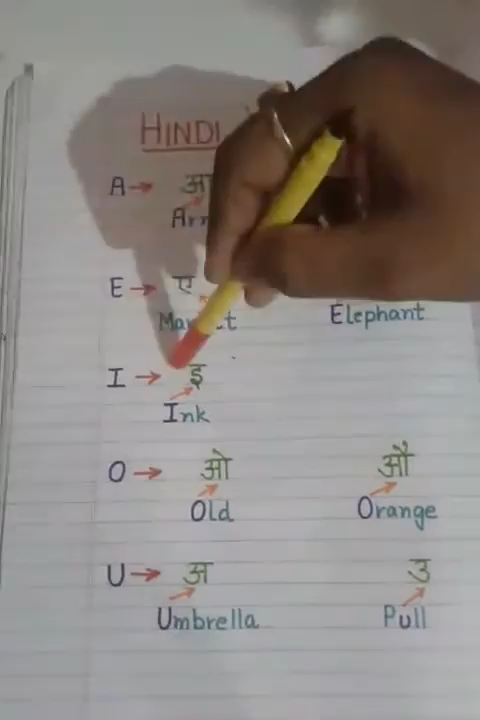 HINDI
A → आ
E → ए
Elephant
I → इ
Ink
O → ओ औ
Old Orange
U → अ उ
Umbrella Pull